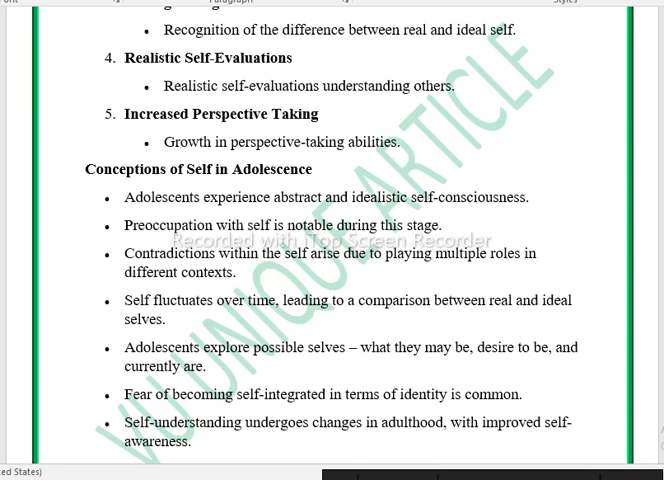 Paragraph
Styles
• Recognition of the difference between real and ideal self.
4. Realistic Self-Evaluations
• Realistic self-evaluations understanding others.
5. Increased Perspective Taking
• Growth in perspective-taking abilities.
Conceptions of Self in Adolescence
• Adolescents experience abstract and idealistic self-consciousness.
• Preoccupation with self is notable during this stage.
Recorded with iTop Screen Recorder
• Contradictions within the self arise due to playing multiple roles in
different contexts.
• Self fluctuates over time, leading to a comparison between real and ideal
selves.
• Adolescents explore possible selves – what they may be, desire to be, and
currently are.
• Fear of becoming self-integrated in terms of identity is common.
• Self-understanding undergoes changes in adulthood, with improved self-
awareness.
VU UNIQUE ARTICLE
ed States)